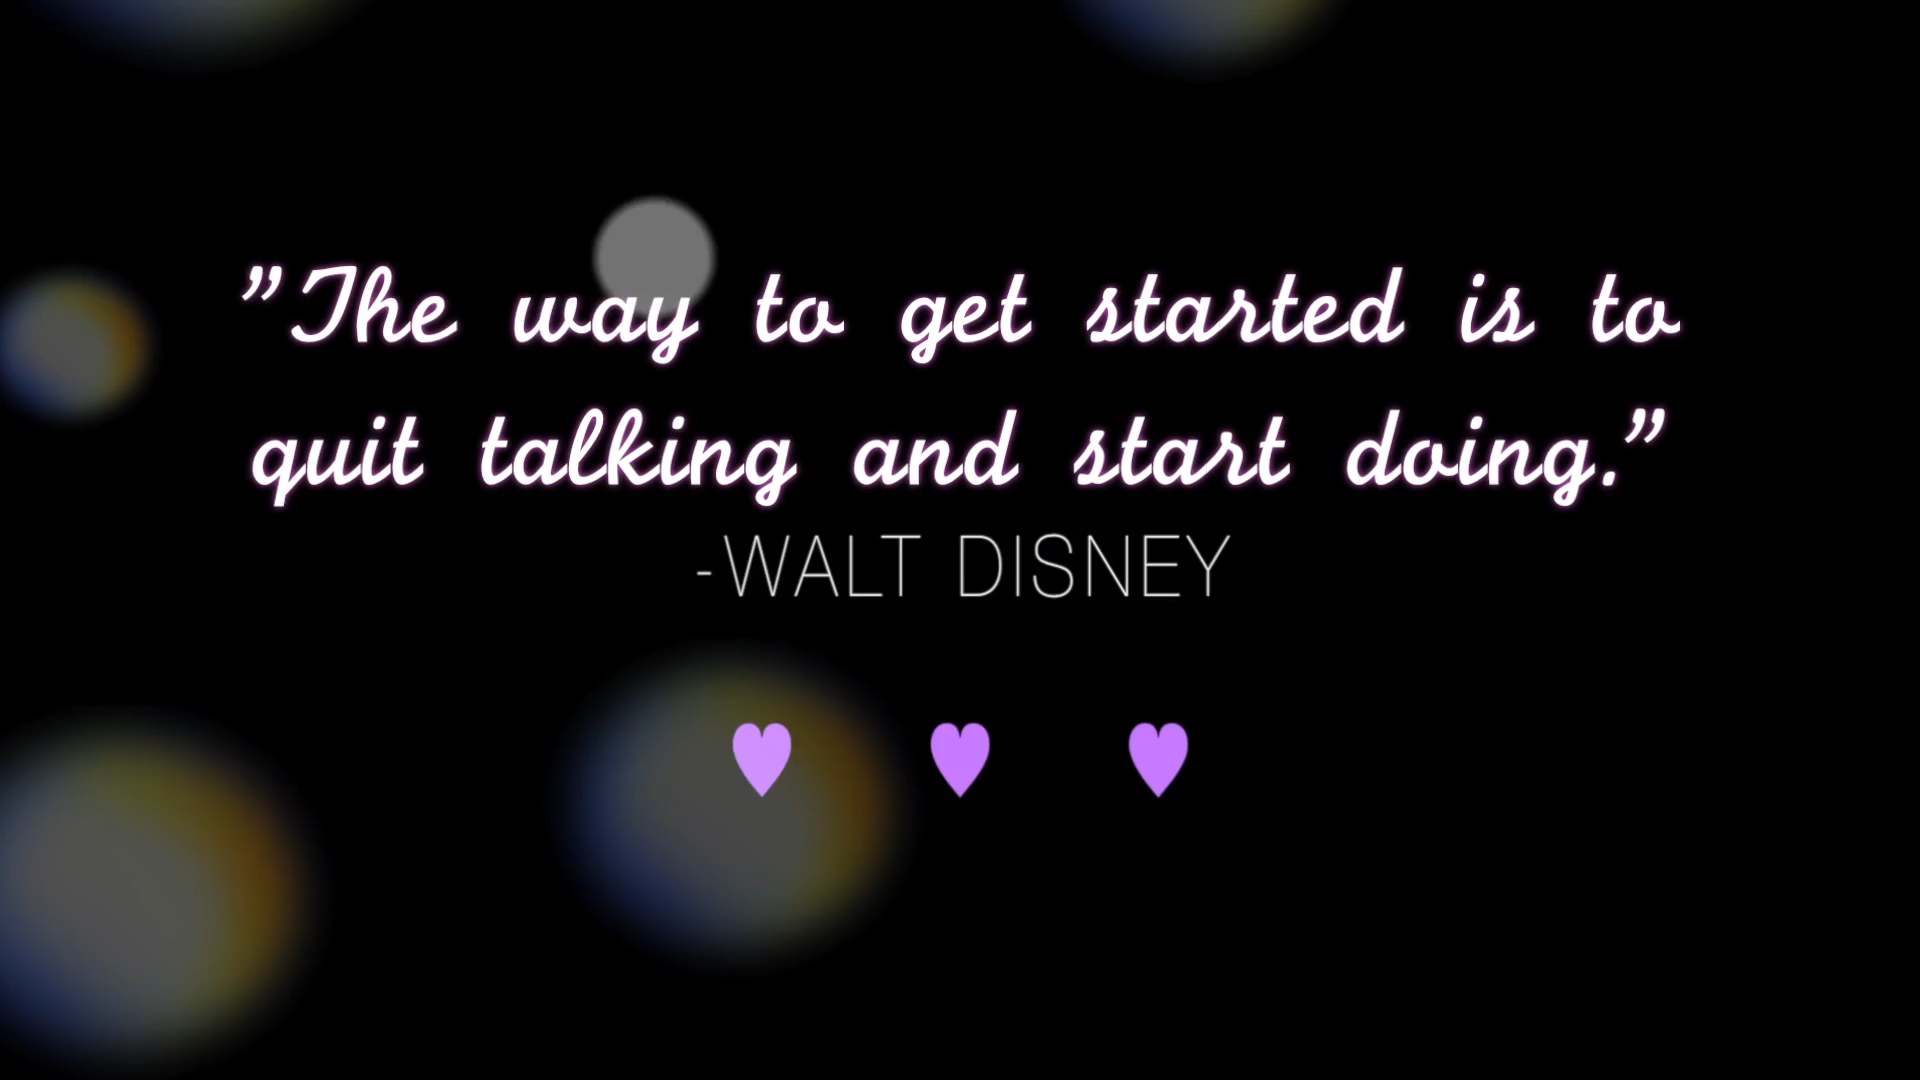 ”The way to get started is to
quit talking and start doing.”
-WALT DISNEY